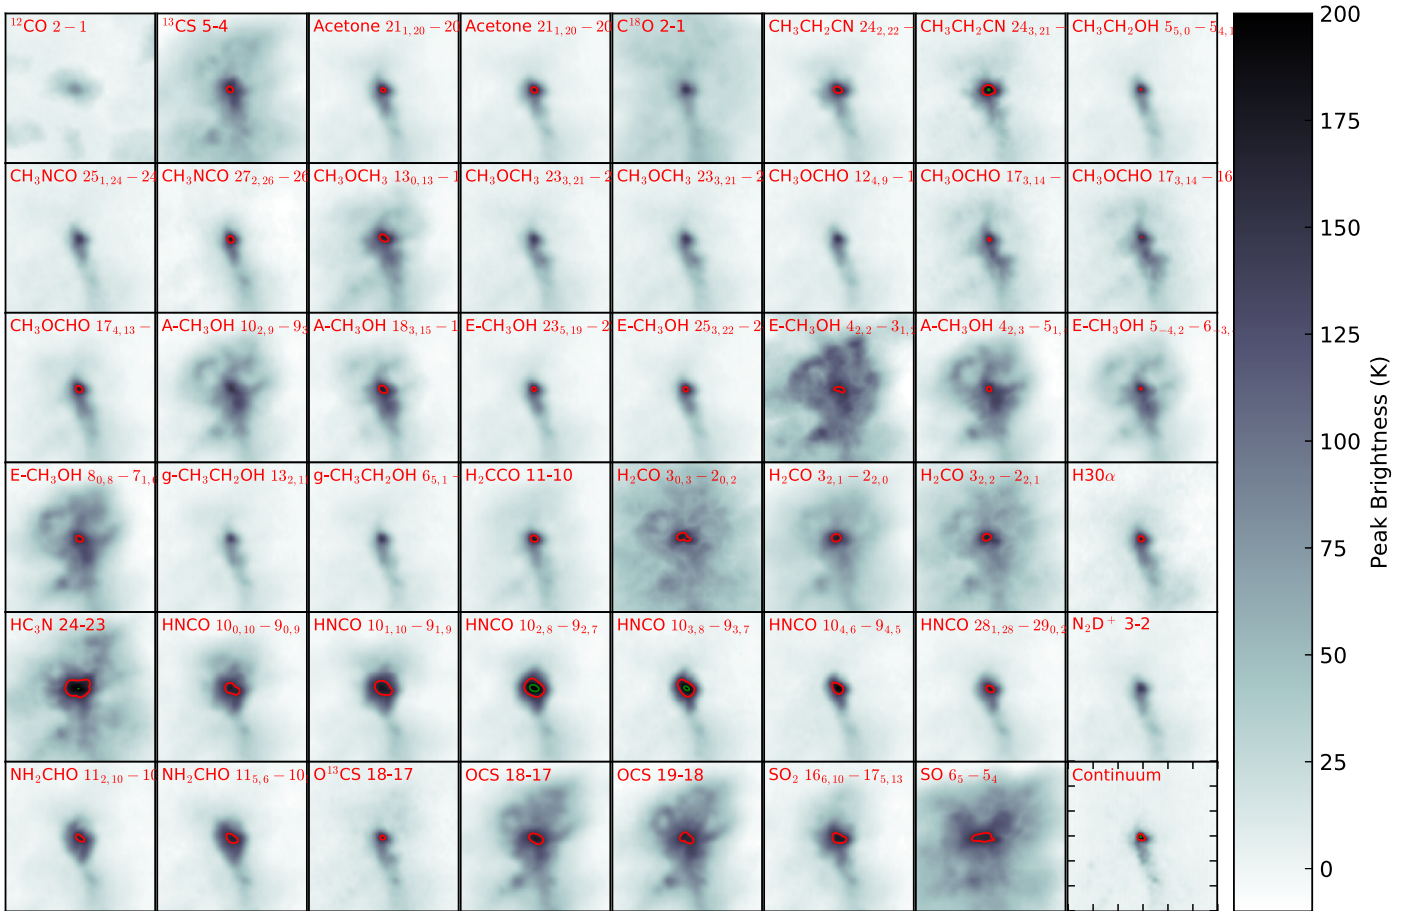 ¹²CO 2 − 1
¹³CS 5-4
Acetone 21₁,₂₀ − 20
Acetone 21₁,₂₀ − 20
C¹⁸O 2-1
CH₃CH₂CN 24₂,₂₂ −
CH₃CH₂CN 24₃,₂₁ −
CH₃CH₂OH 5₅,₀ − 5₄,₁
CH₃NCO 25₁,₂₄ − 24
CH₃NCO 27₂,₂₆ − 26
CH₃OCH₃ 13₀,₁₃ − 1
CH₃OCH₃ 23₃,₂₁ − 2
CH₃OCH₃ 23₃,₂₁ − 2
CH₃OCHO 12₄,₉ − 1
CH₃OCHO 17₃,₁₄ −
CH₃OCHO 17₃,₁₄ − 16
CH₃OCHO 17₄,₁₃ −
A-CH₃OH 10₂,₉ − 9₃
A-CH₃OH 18₃,₁₅ − 1
E-CH₃OH 23₅,₁₉ − 2
E-CH₃OH 25₃,₂₂ − 2
E-CH₃OH 4₂,₂ − 3₁,₂
A-CH₃OH 4₂,₃ − 5₁,
E-CH₃OH 5₋₄,₂ − 6₋₃,
E-CH₃OH 8₀,₈ − 7₁,₆
g-CH₃CH₂OH 13₂,₁
g-CH₃CH₂OH 6₅,₁ −
H₂CCO 11-10
H₂CO 3₀,₃ − 2₀,₂
H₂CO 3₂,₁ − 2₂,₀
H₂CO 3₂,₂ − 2₂,₁
H30α
HC₃N 24-23
HNCO 10₀,₁₀ − 9₀,₉
HNCO 10₁,₁₀ − 9₁,₉
HNCO 10₂,₈ − 9₂,₇
HNCO 10₃,₈ − 9₃,₇
HNCO 10₄,₆ − 9₄,₅
HNCO 28₁,₂₈ − 29₀,₂
N₂D⁺ 3-2
NH₂CHO 11₂,₁₀ − 10
NH₂CHO 11₅,₆ − 10
O¹³CS 18-17
OCS 18-17
OCS 19-18
SO₂ 16₆,₁₀ − 17₅,₁₃
SO 6₅ − 5₄
Continuum
200
175
150
125
100
75
50
25
0
Peak Brightness (K)